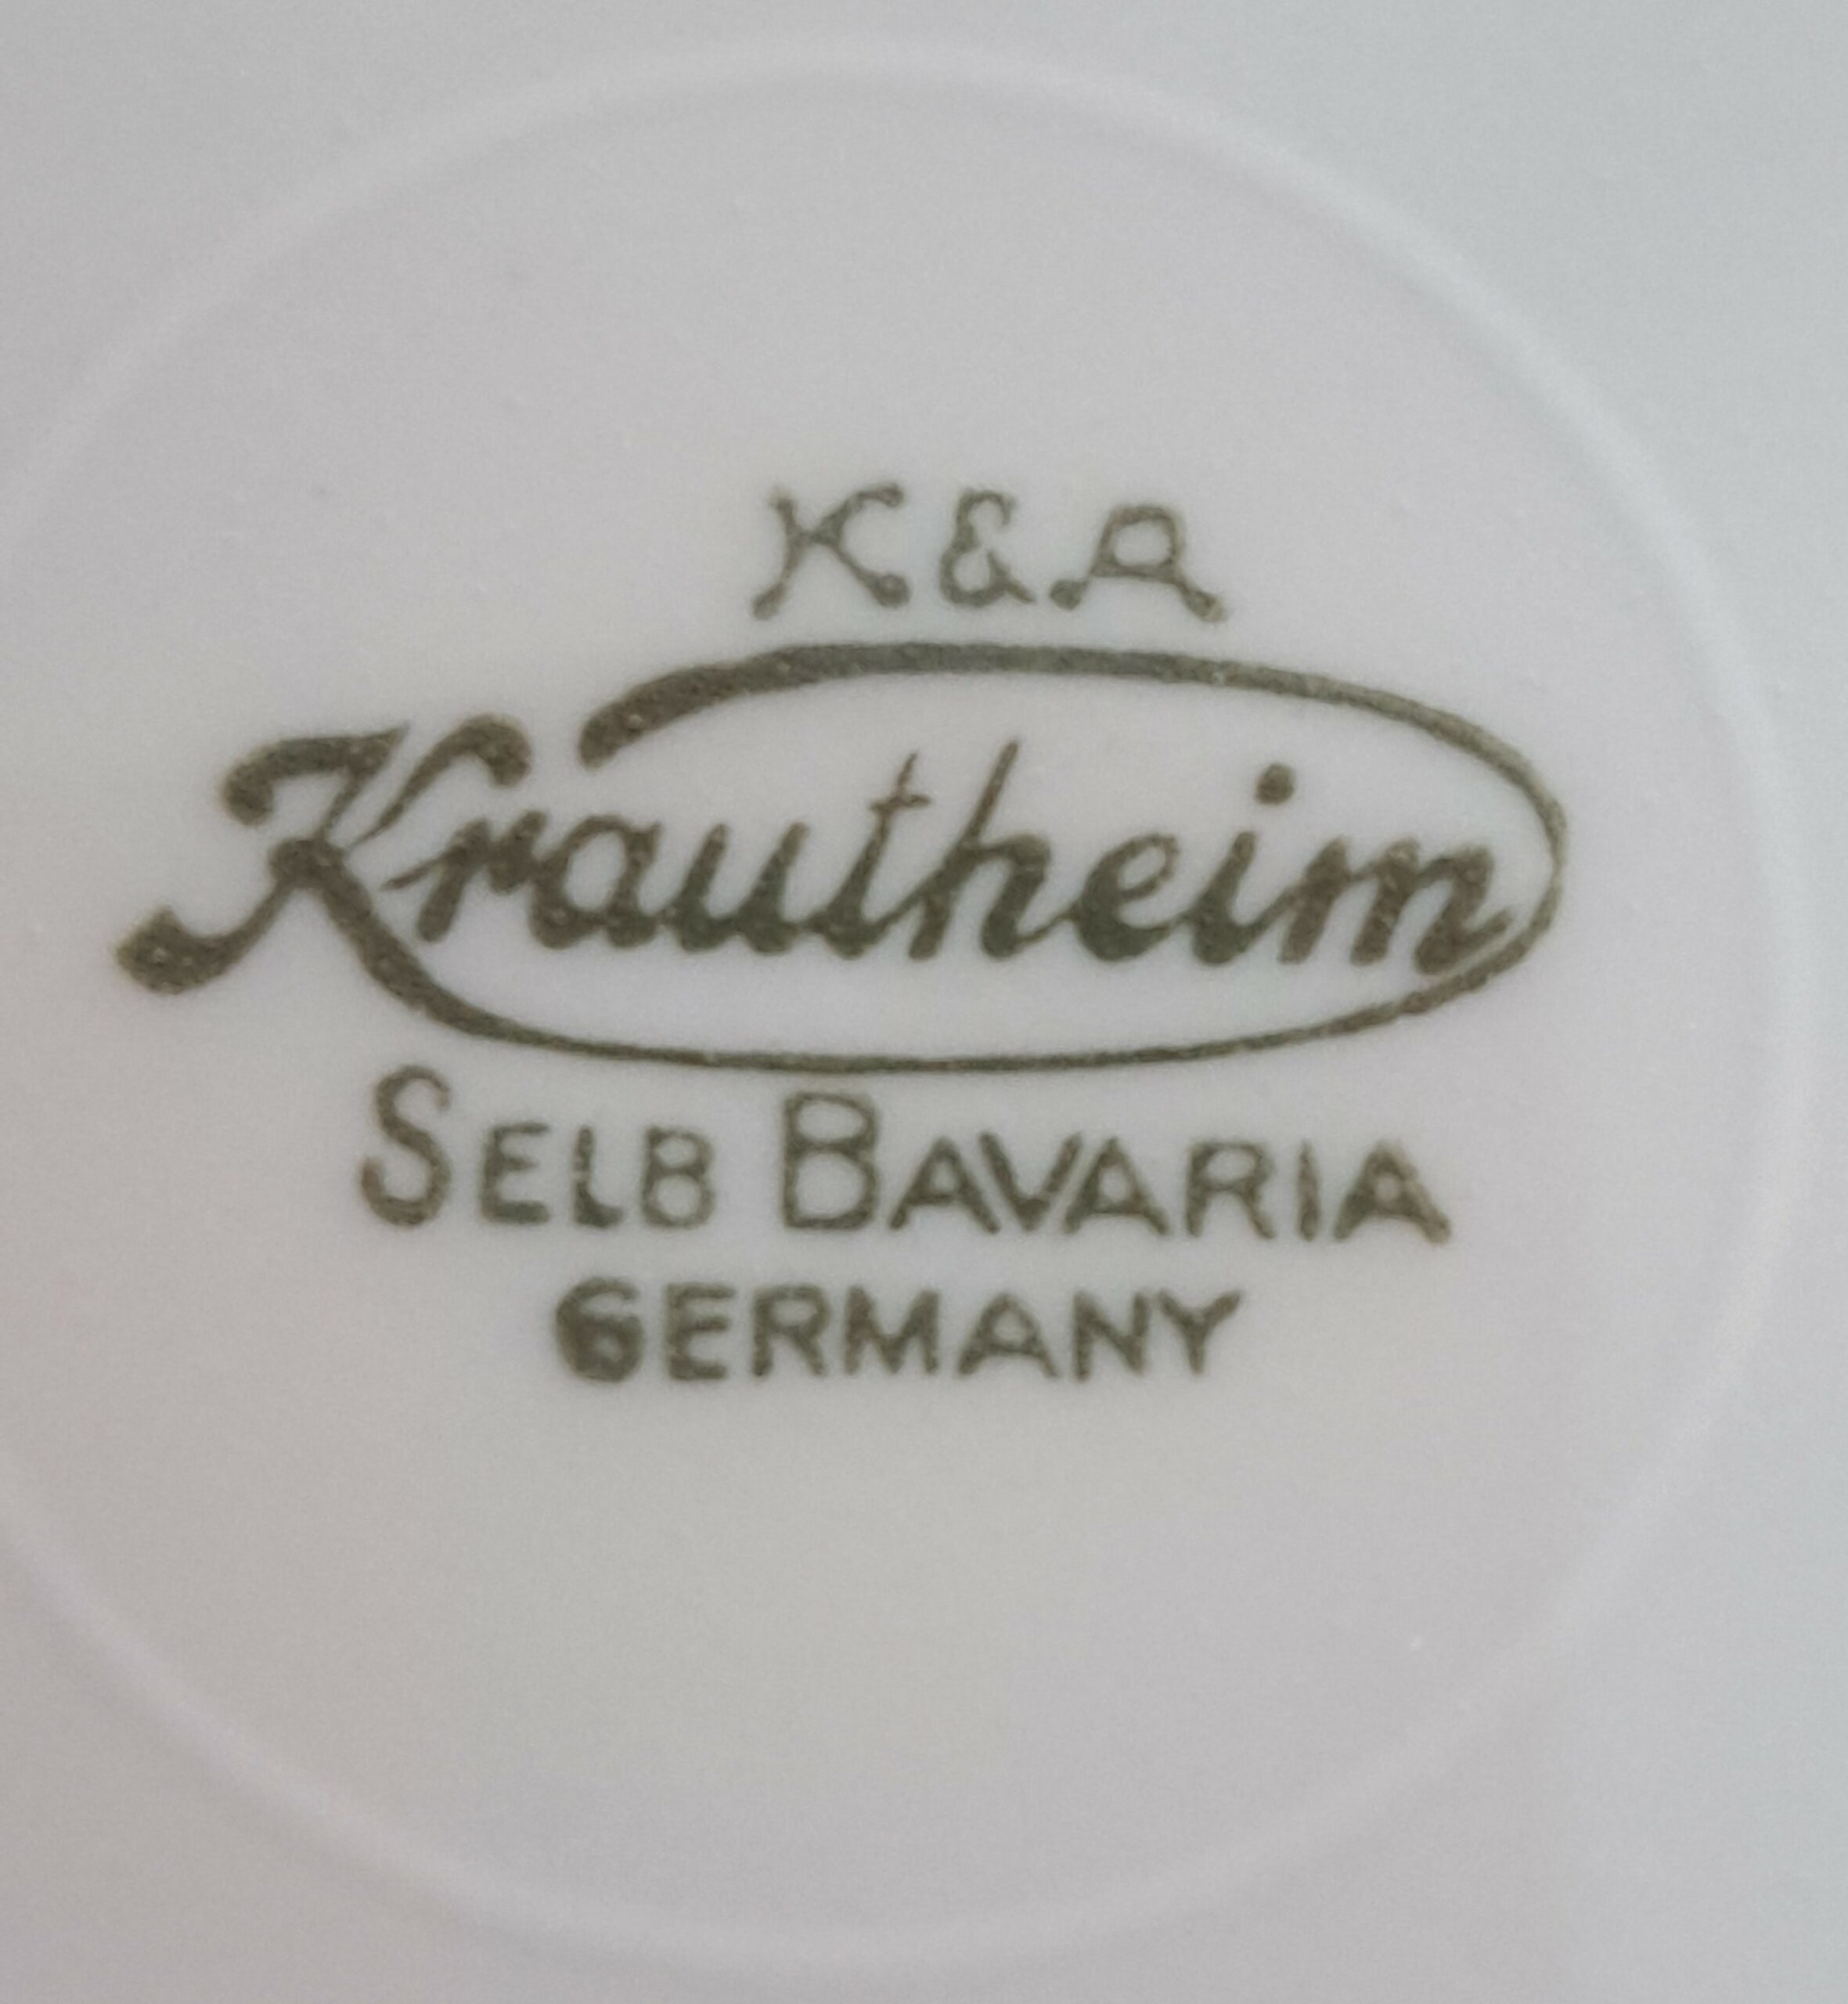 K & A
Krautheim
SELB BAVARIA
GERMANY